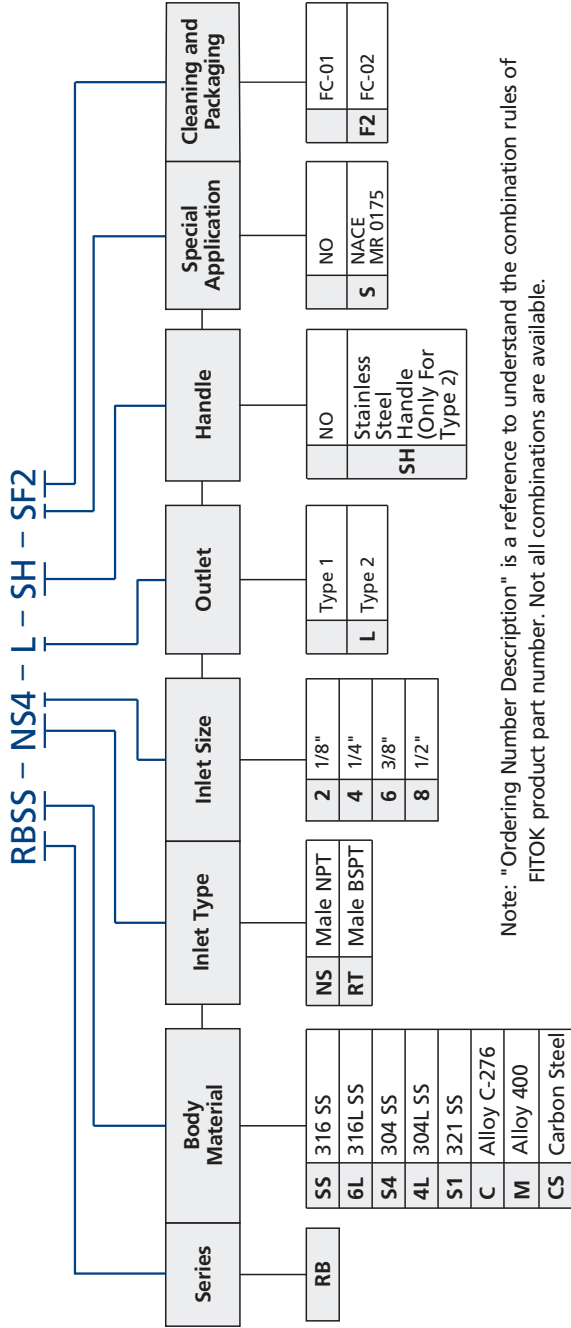 RBSS – NS4 – L – SH – SF2
Series
Body
Material
Inlet Type
Inlet Size
Outlet
Handle
Special
Application
Cleaning and
Packaging
RB
SS 316 SS
6L 316L SS
S4 304 SS
4L 304L SS
S1 321 SS
C Alloy C-276
M Alloy 400
CS Carbon Steel
NS Male NPT
RT Male BSPT
2 1/8"
4 1/4"
6 3/8"
8 1/2"
Type 1
L Type 2
NO
SH Stainless
Steel
Handle
(Only For
Type 2)
NO
S NACE
MR 0175
FC-01
F2 FC-02
Note: "Ordering Number Description" is a reference to understand the combination rules of
FITOK product part number. Not all combinations are available.